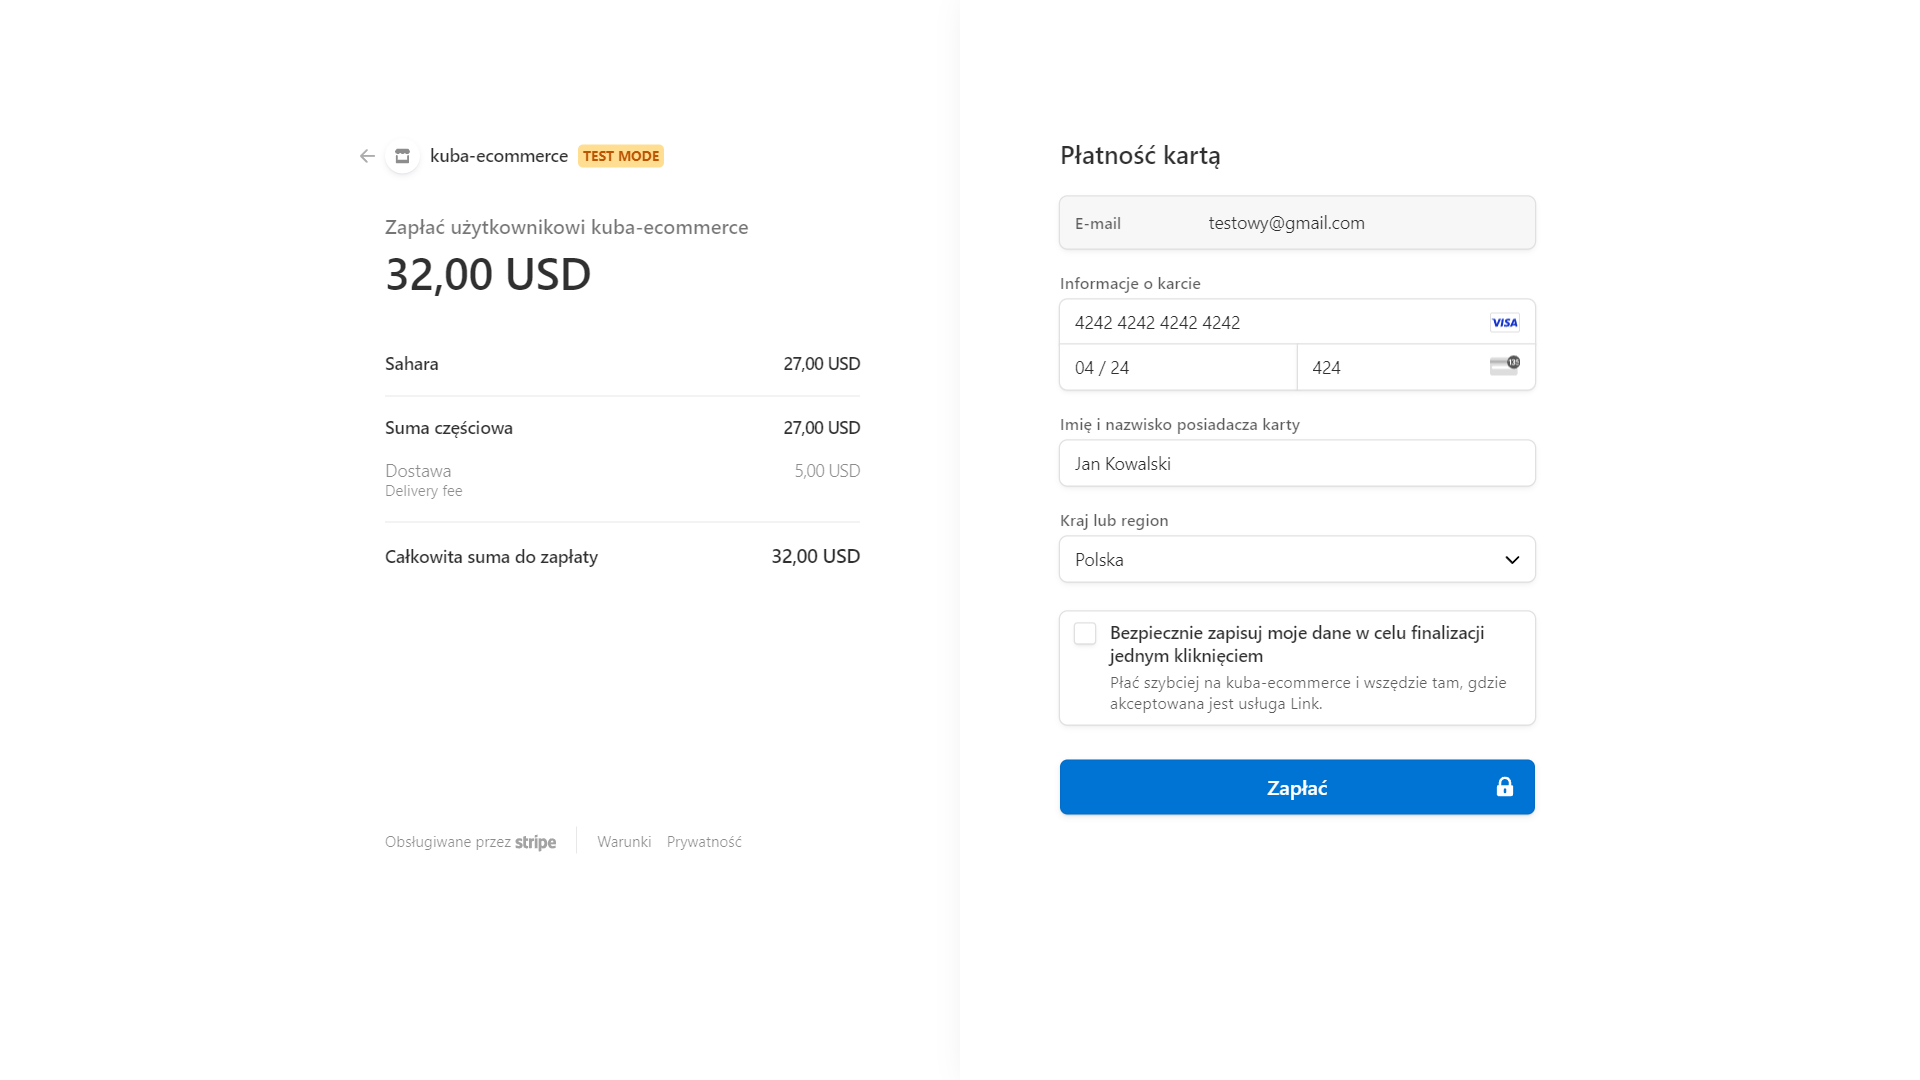 kuba-ecommerce TEST MODE
Zapłać użytkownikowi kuba-ecommerce
32,00 USD
Sahara 27,00 USD
Suma częściowa 27,00 USD
Dostawa 5,00 USD
Delivery fee
Całkowita suma do zapłaty 32,00 USD
Obsługiwane przez stripe Warunki Prywatność
Płatność kartą
E-mail testowy@gmail.com
Informacje o karcie
4242 4242 4242 4242 VISA
04 / 24 424 135
Imię i nazwisko posiadacza karty
Jan Kowalski
Kraj lub region
Polska
Bezpiecznie zapisuj moje dane w celu finalizacji
jednym kliknięciem
Płać szybciej na kuba-ecommerce i wszędzie tam, gdzie
akceptowana jest usługa Link.
Zapłać